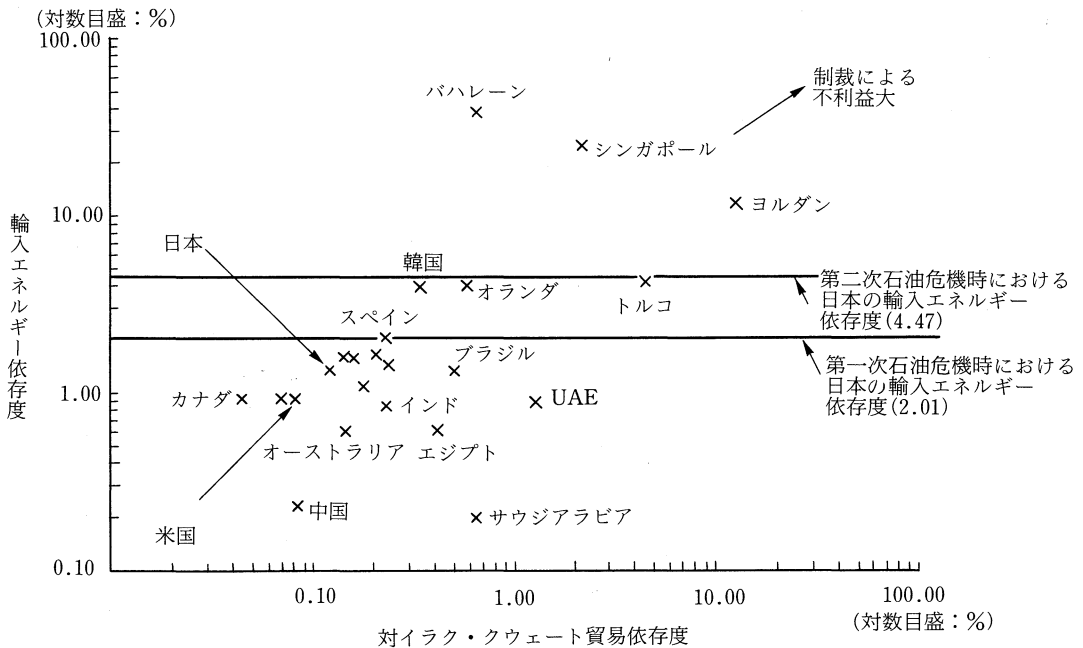 (対数目盛:%)
100.00
10.00
1.00
0.10
輸入エネルギー依存度
バハレーン
制裁による
不利益大
シンガポール
ヨルダン
日本
韓国
オランダ
トルコ
第二次石油危機時における
日本の輸入エネルギー
依存度(4.47)
スペイン
ブラジル
第一次石油危機時における
日本の輸入エネルギー
依存度(2.01)
カナダ
インド
UAE
オーストラリア
エジプト
米国
中国
サウジアラビア
0.10
1.00
10.00
100.00
(対数目盛:%)
対イラク・クウェート貿易依存度